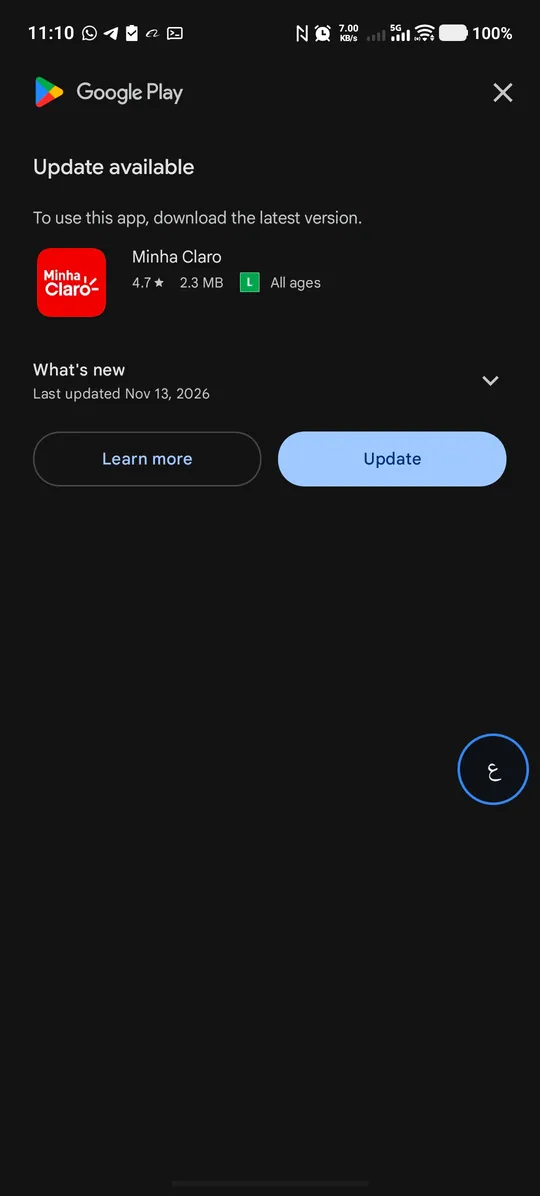 11:10 7.00 KB/s 5G 100%
Google Play
Update available
To use this app, download the latest version.
Minha Claro
Minha
Claro
4.7★ 2.3 MB L All ages
What's new
Last updated Nov 13, 2026
Learn more Update
ع